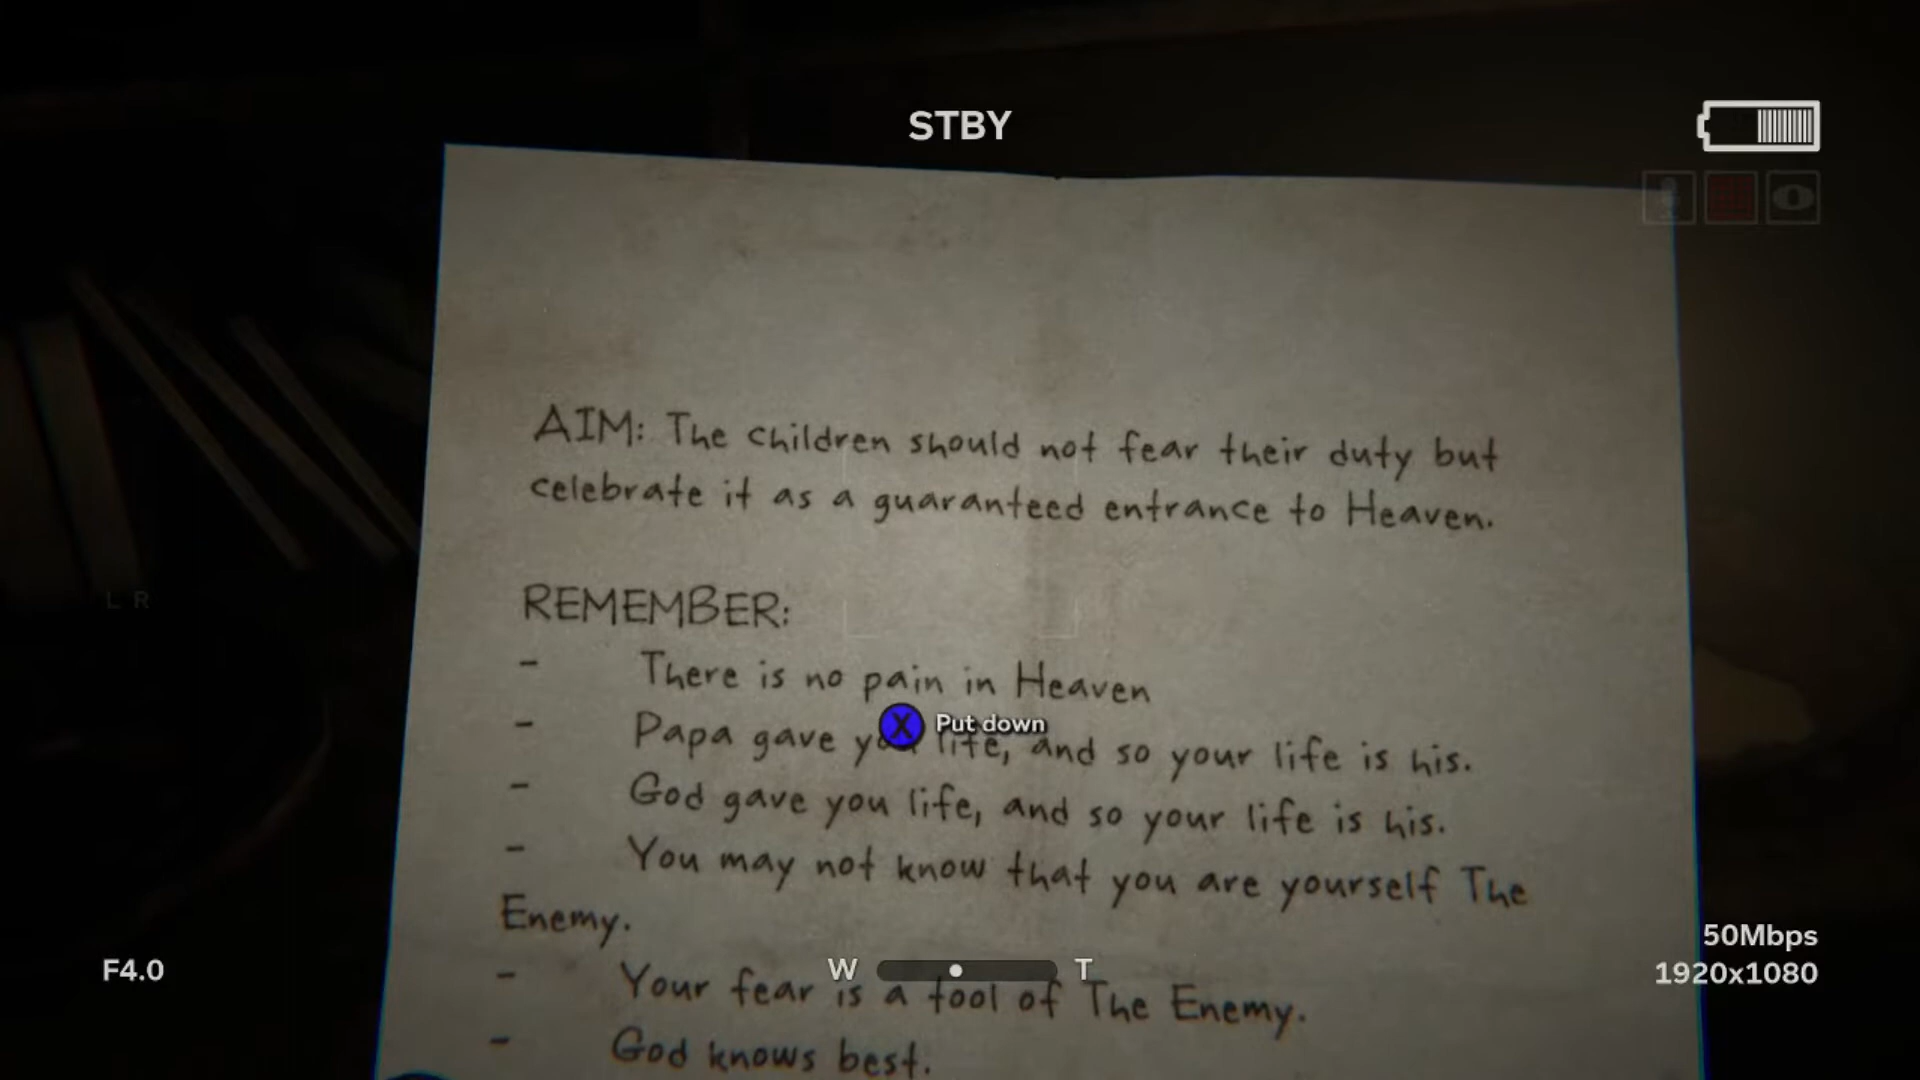 STBY
AIM: The children should not fear their duty but
celebrate it as a guaranteed entrance to Heaven.
REMEMBER:
- There is no pain in Heaven
X Put down
- Papa gave you life, and so your life is his.
- God gave you life, and so your life is his.
- You may not know that you are yourself The
Enemy.
- Your fear is a tool of The Enemy.
- God knows best.
L R
F4.0
W T
50Mbps
1920x1080